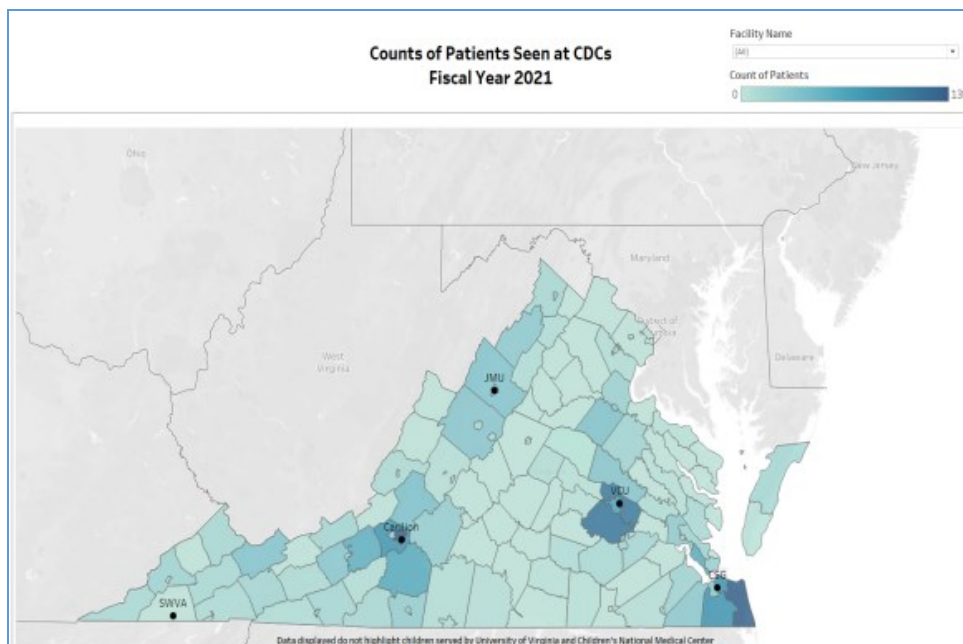 Counts of Patients Seen at CDCs
Fiscal Year 2021
Facility Name
(All)
Count of Patients
0
13
Ohio
New Jersey
Maryland
District of
Columbia
West
Virginia
Delaware
JMU
VCU
Carilion
CSG
SWVA
Data displayed do not highlight children served by University of Virginia and Children's National Medical Center